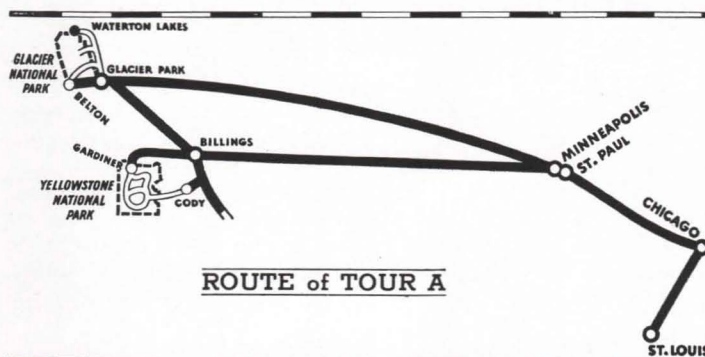 WATERTON LAKES
GLACIER
NATIONAL
PARK
GLACIER PARK
BELTON
BILLINGS
GARDINER
YELLOWSTONE
NATIONAL
PARK
CODY
MINNEAPOLIS
ST. PAUL
CHICAGO
ST. LOUIS
ROUTE of TOUR A